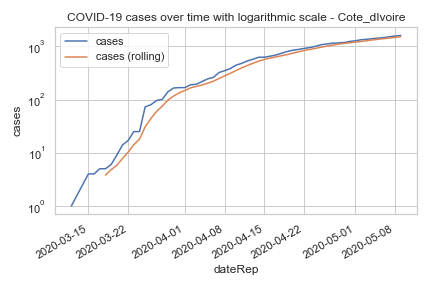 COVID-19 cases over time with logarithmic scale - Cote_dIvoire
cases
cases (rolling)
10³
10²
10¹
10⁰
cases
2020-03-15
2020-03-22
2020-04-01
2020-04-08
2020-04-15
2020-04-22
2020-05-01
2020-05-08
dateRep